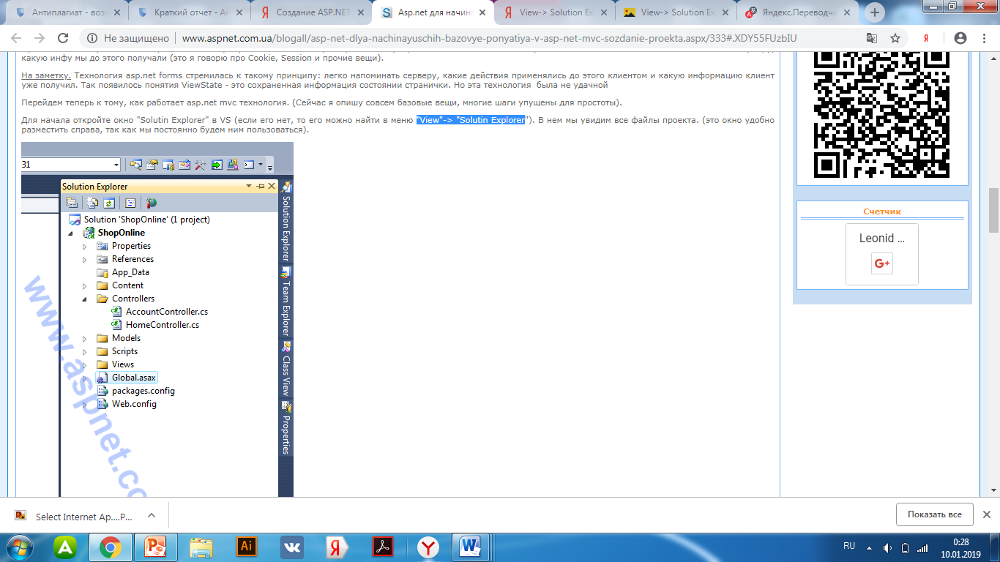 Антиплагиат - возм
Краткий отчет - Ан
Создание ASP.NET
Asp.net для начина
View-> Solution Exp
View-> Solution Exp
Яндекс.Переводчи
Не защищено
www.aspnet.com.ua/blogall/asp-net-dlya-nachinayuschih-bazovye-ponyatiya-v-asp-net-mvc-sozdanie-proekta.aspx/333#.XDY55FUzbIU
какую инфу мы до этого получали (это я говорю про Cookie, Session и прочие вещи).
На заметку. Технология asp.net forms стремилась к такому принципу: легко напоминать серверу, какие действия применялись до этого клиентом и какую информацию клиент
уже получил. Так появилось понятия ViewState - это сохраненная информация состоянии странички. Но эта технология была не удачной
Перейдем теперь к тому, как работает asp.net mvc технология. (Сейчас я опишу совсем базовые вещи, многие шаги упущены для простоты).
Для начала откройте окно "Solutin Explorer" в VS (если его нет, то его можно найти в меню "View"-> "Solutin Explorer"). В нем мы увидим все файлы проекта. (это окно удобно
разместить справа, так как мы постоянно будем ним пользоваться).
31
Solution Explorer
Solution 'ShopOnline' (1 project)
ShopOnline
Properties
References
App_Data
Content
Controllers
AccountController.cs
HomeController.cs
Models
Scripts
Views
Global.asax
packages.config
Web.config
Solution Explorer
Team Explorer
Class View
Properties
www.aspnet.co
Счетчик
Leonid ...
G+
Select Internet Ap....P...
Показать все
RU
0:28
10.01.2019